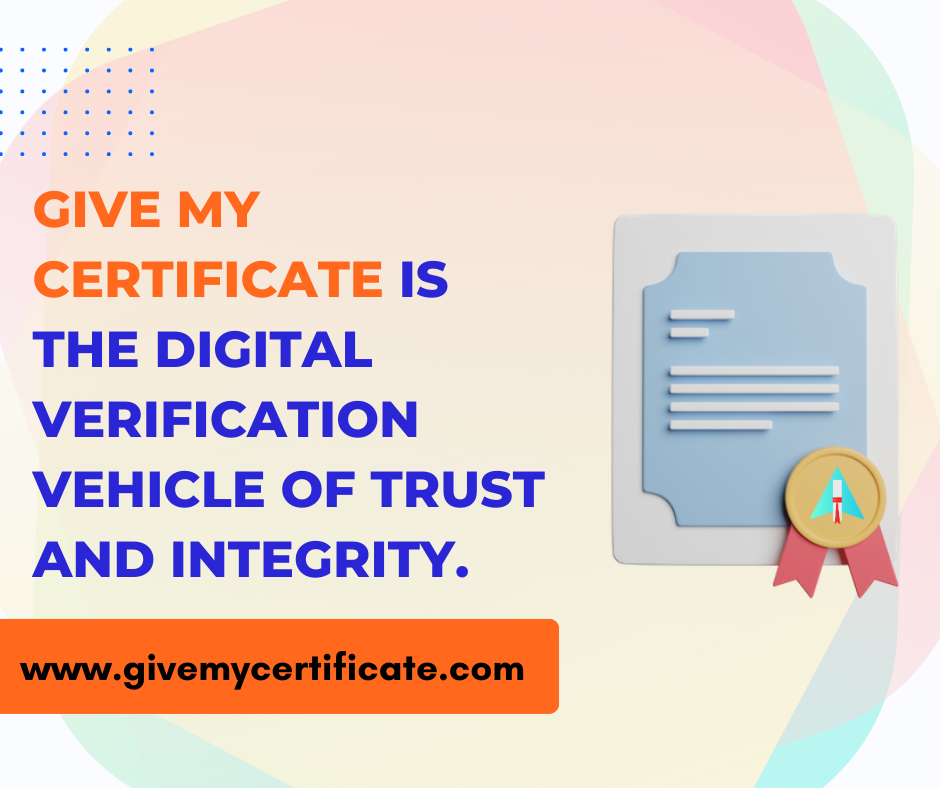 GIVE MY
CERTIFICATE IS
THE DIGITAL
VERIFICATION
VEHICLE OF TRUST
AND INTEGRITY.
www.givemycertificate.com